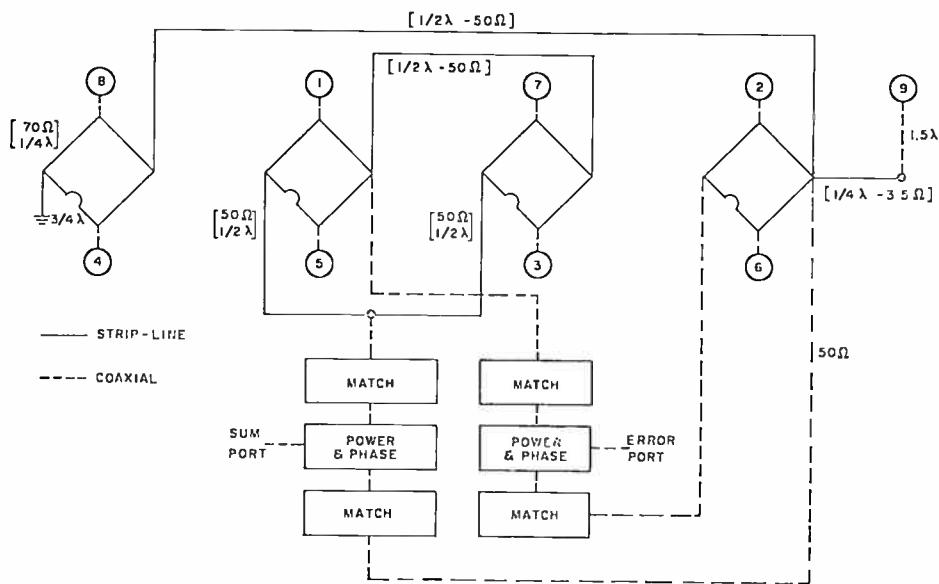 [1/2λ -50Ω]
[1/2λ -50Ω]
8
1
7
2
9
[70Ω
1/4λ]
1.5λ
3/4λ
[50Ω
1/2λ]
[50Ω
1/2λ]
[1/4λ -35Ω]
4
5
3
6
STRIP-LINE
COAXIAL
50Ω
MATCH
MATCH
SUM
PORT
POWER
& PHASE
POWER
& PHASE
ERROR
PORT
MATCH
MATCH